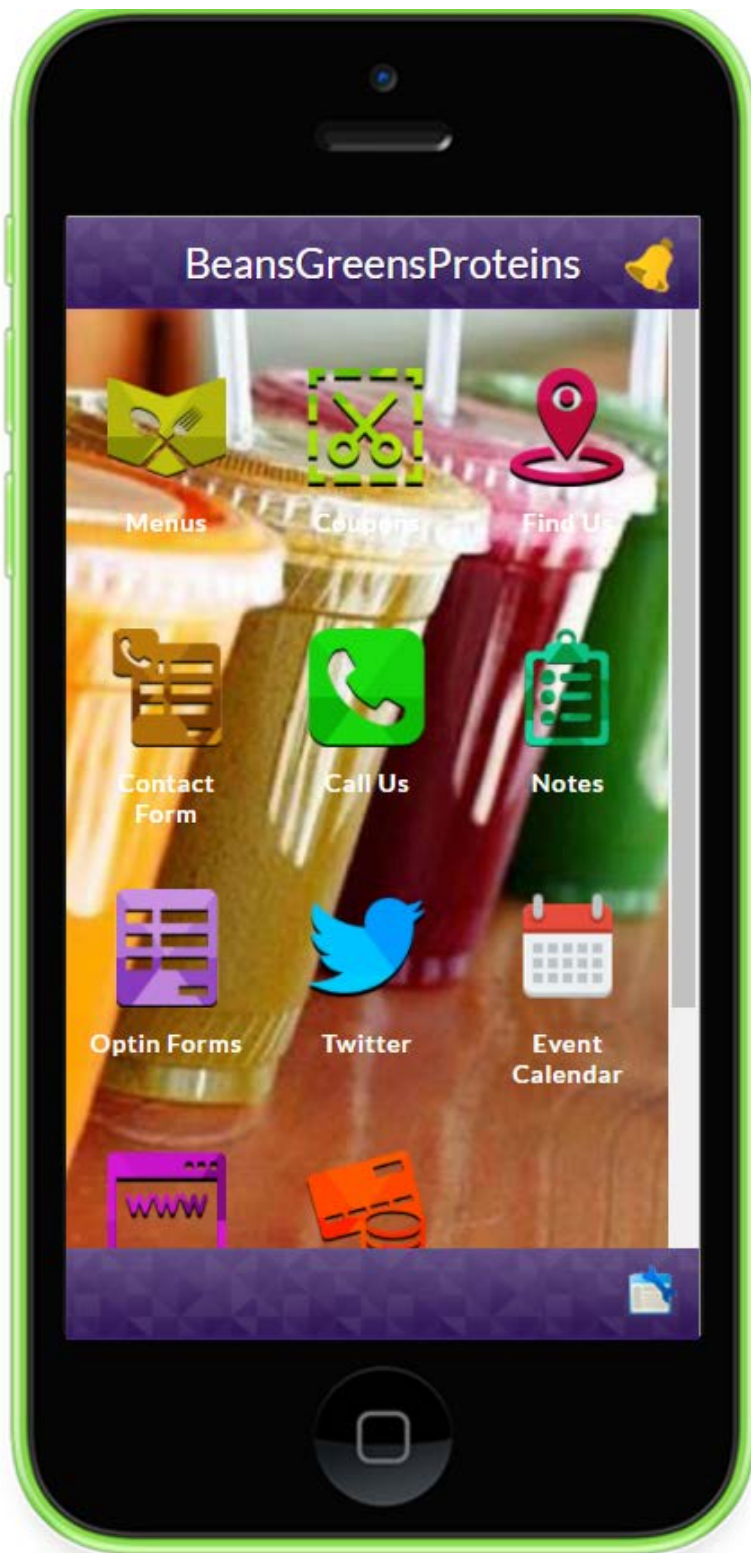 BeansGreensProteins
Menus
Coupons
Find Us
Contact
Form
Call Us
Notes
Optin Forms
Twitter
Event
Calendar
WWW